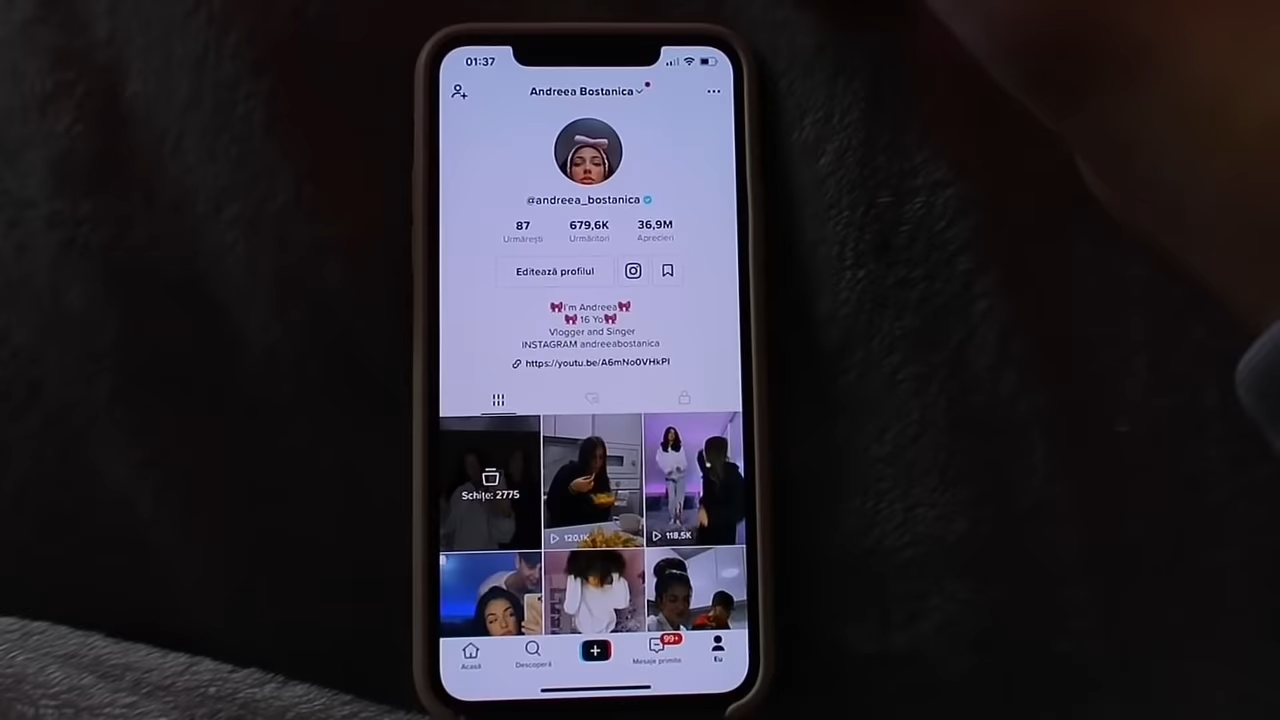 01:37
Andreea Bostanica
@andreea_bostanica
87 679,6K 36,9M
Urmărești Urmăritori Aprecieri
Editează profilul
I'm Andreea
16 Yo
Vlogger and Singer
INSTAGRAM andreeabostanica
https://youtu.be/A6mNo0VHkPI
Schițe: 2775
120,1K 118,5K
99+
Acasă Descoperă Mesaje primite Eu